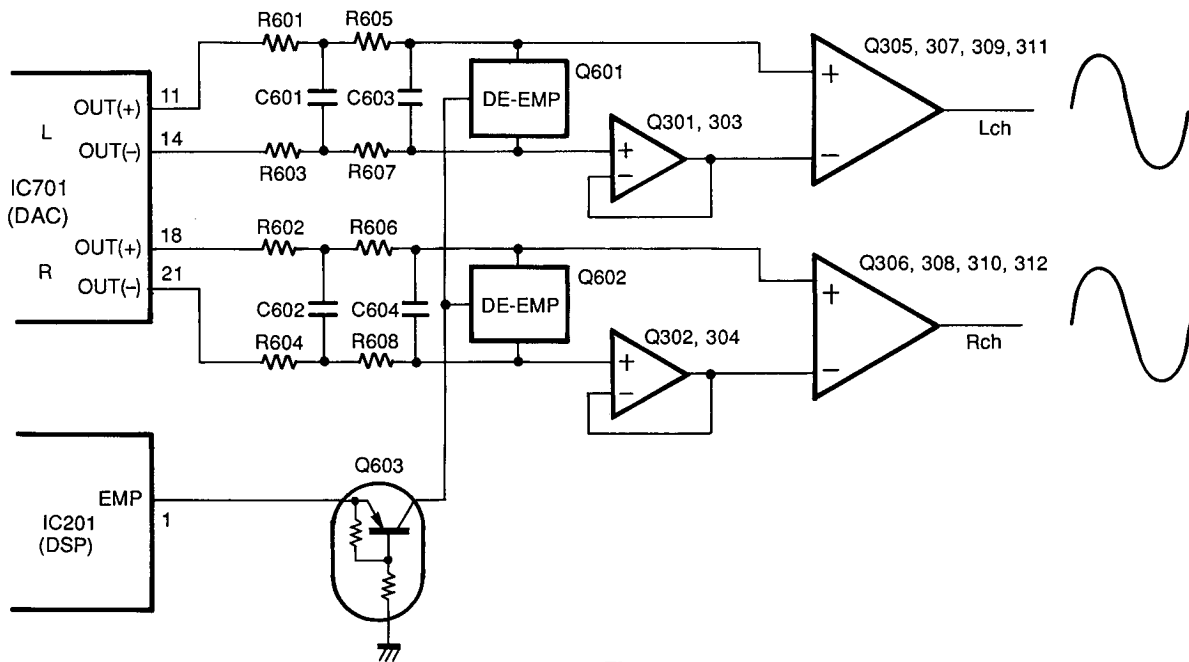 R601
R605
Q305, 307, 309, 311
Q601
11
OUT(+)
C601
C603
DE-EMP
+
L
Q301, 303
Lch
14
OUT(−)
+
−
−
R603
R607
IC701
(DAC)
R602
R606
18
OUT(+)
Q306, 308, 310, 312
Q602
R
21
OUT(−)
+
C602
C604
DE-EMP
Q302, 304
Rch
R604
R608
+
−
−
Q603
EMP
1
IC201
(DSP)